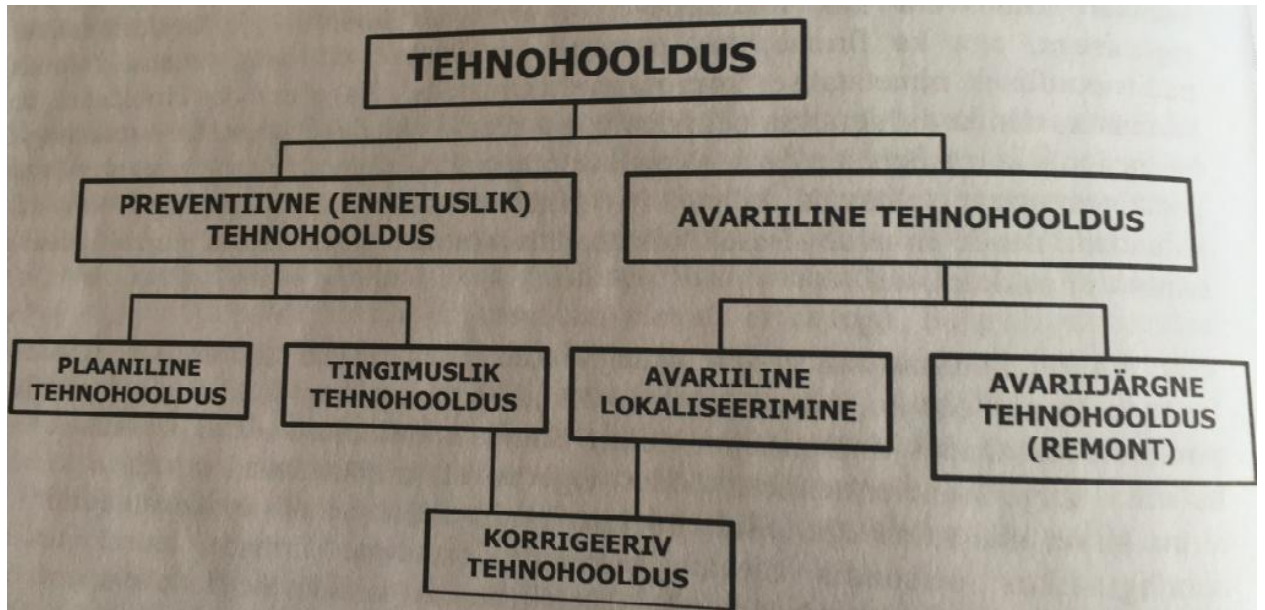 TEHNOHOOLDUS
PREVENTIIVNE (ENNETUSLIK)
TEHNOHOOLDUS
AVARIILINE TEHNOHOOLDUS
PLAANILINE
TEHNOHOOLDUS
TINGIMUSLIK
TEHNOHOOLDUS
AVARIILINE
LOKALISEERIMINE
AVARIIJÄRGNE
TEHNOHOOLDUS
(REMONT)
KORRIGEERIV
TEHNOHOOLDUS